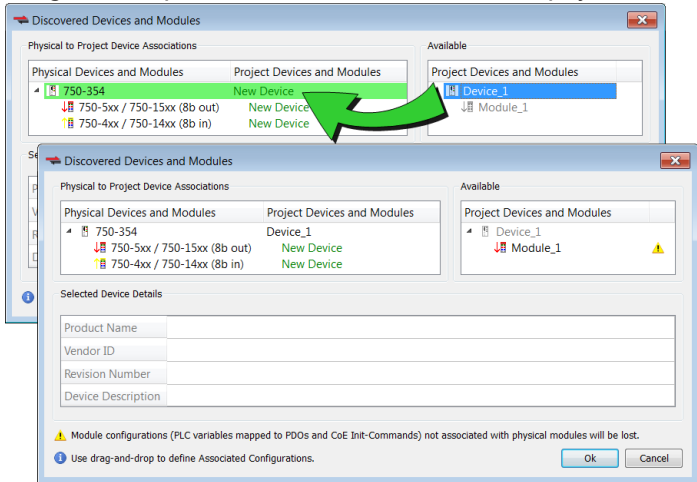 Discovered Devices and Modules
Physical to Project Device Associations
Available
Physical Devices and Modules Project Devices and Modules
Project Devices and Modules
750-354 New Device
Device_1
750-5xx / 750-15xx (8b out) New Device
Module_1
750-4xx / 750-14xx (8b in) New Device
Se
P
V
R
D
Discovered Devices and Modules
Physical to Project Device Associations
Available
Physical Devices and Modules Project Devices and Modules
Project Devices and Modules
750-354 Device_1
Device_1
750-5xx / 750-15xx (8b out) New Device
Module_1
750-4xx / 750-14xx (8b in) New Device
Selected Device Details
Product Name
Vendor ID
Revision Number
Device Description
Module configurations (PLC variables mapped to PDOs and CoE Init-Commands) not associated with physical modules will be lost.
Use drag-and-drop to define Associated Configurations.
Ok Cancel